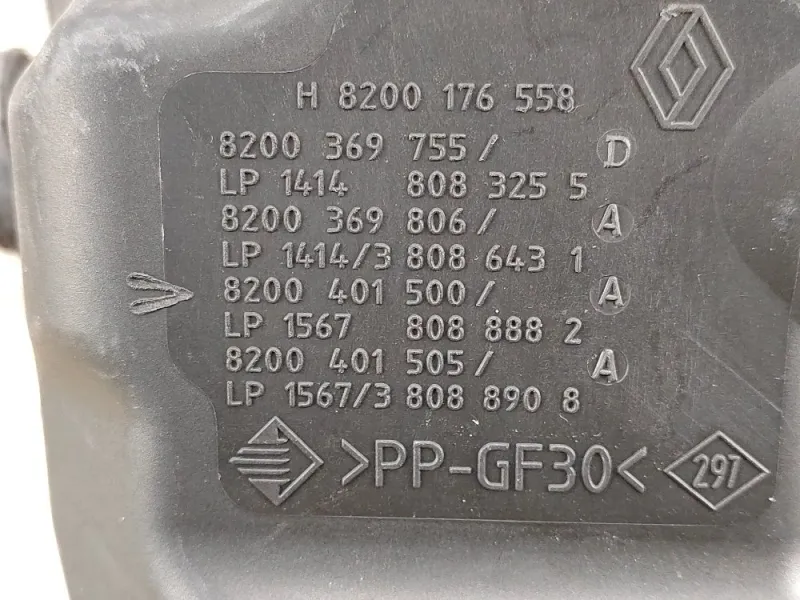 H 8200 176 558
8200 369 755/ D
LP 1414 808 325 5
8200 369 806/ A
LP 1414/3 808 643 1
8200 401 500/ A
LP 1567 808 888 2
8200 401 505/ A
LP 1567/3 808 890 8
>PP-GF30< 297